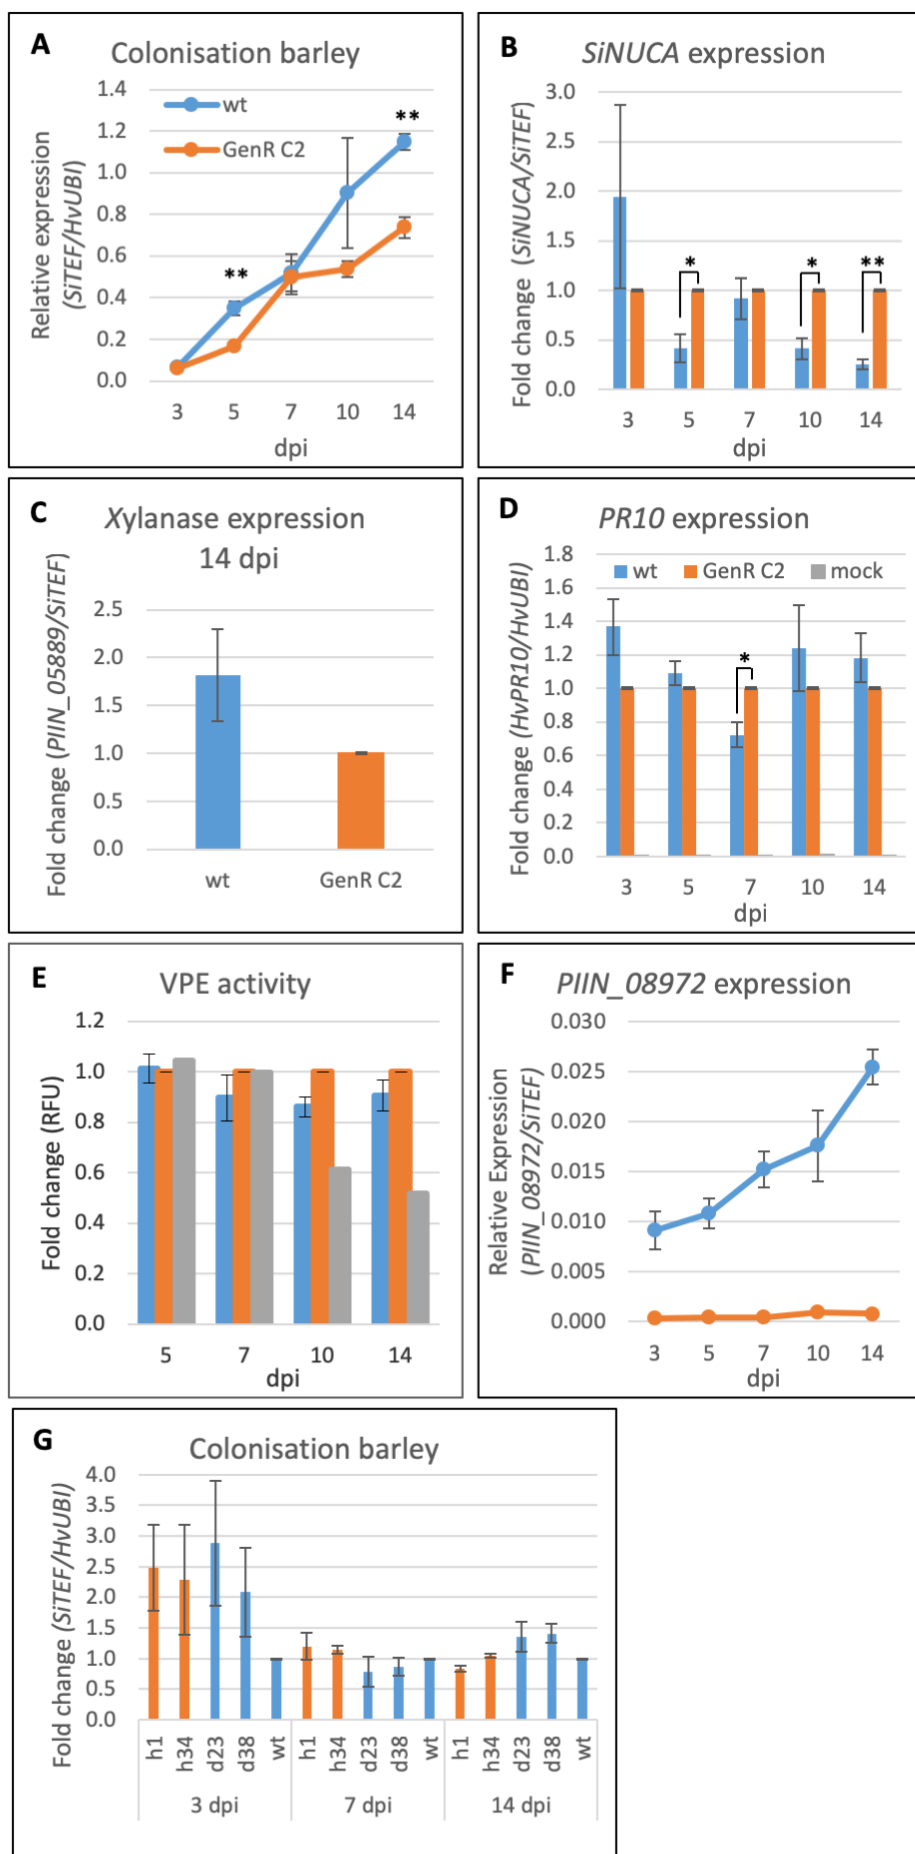 A
Colonisation barley
Relative expression
(SiTEF/HvUBI)
1.4
1.2
1.0
0.8
0.6
0.4
0.2
0.0
wt
GenR C2
**
**
3 5 7 10 14
dpi
B
SiNUCA expression
Fold change (SiNUCA/SiTEF)
3.0
2.5
2.0
1.5
1.0
0.5
0.0
* * **
3 5 7 10 14
dpi
C
Xylanase expression
14 dpi
Fold change (PIIN_05889/SiTEF)
2.5
2.0
1.5
1.0
0.5
0.0
wt GenR C2
D
PR10 expression
Fold change (HvPR10/HvUBI)
1.8
1.6
1.4
1.2
1.0
0.8
0.6
0.4
0.2
0.0
wt GenR C2 mock
*
3 5 7 10 14
dpi
E
VPE activity
Fold change (RFU)
1.2
1.0
0.8
0.6
0.4
0.2
0.0
5 7 10 14
dpi
F
PIIN_08972 expression
Relative Expression
(PIIN_08972/SiTEF)
0.030
0.025
0.020
0.015
0.010
0.005
0.000
3 5 7 10 14
dpi
G
Colonisation barley
Fold change (SiTEF/HvUBI)
4.0
3.5
3.0
2.5
2.0
1.5
1.0
0.5
0.0
h1 h34 d23 d38 wt h1 h34 d23 d38 wt h1 h34 d23 d38 wt
3 dpi 7 dpi 14 dpi